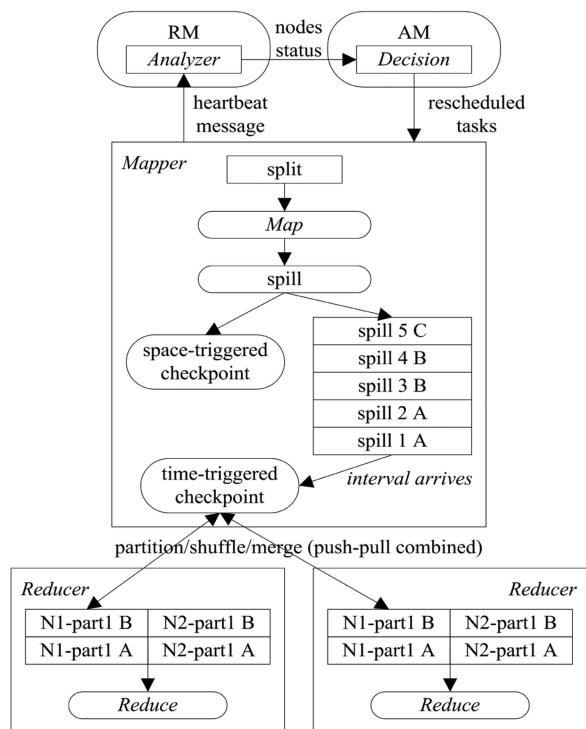 RM
nodes
status
AM
Analyzer
Decision
heartbeat
message
rescheduled
tasks
Mapper
split
Map
spill
space-triggered
checkpoint
spill 5 C
spill 4 B
spill 3 B
spill 2 A
spill 1 A
time-triggered
checkpoint
interval arrives
partition/shuffle/merge (push-pull combined)
Reducer
N1-part1 B N2-part1 B
N1-part1 A N2-part1 A
Reduce
Reducer
N1-part1 B N2-part1 B
N1-part1 A N2-part1 A
Reduce